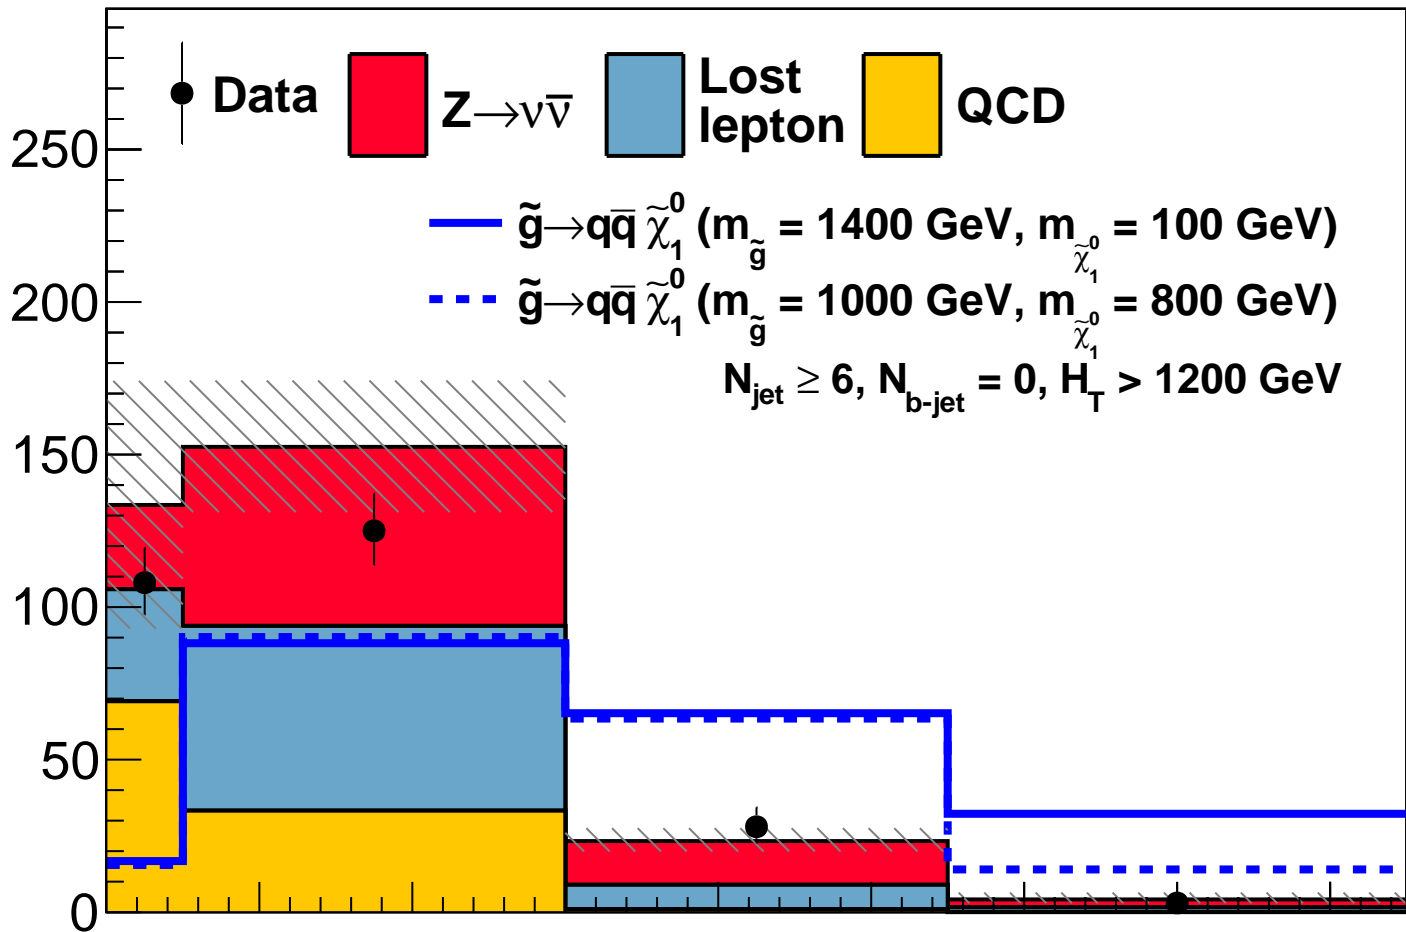 Data
Z→νν̅
Lost
lepton
QCD
g̃→qq̅ χ̃₁⁰ (m_g̃ = 1400 GeV, m_χ̃₁⁰ = 100 GeV)
g̃→qq̅ χ̃₁⁰ (m_g̃ = 1000 GeV, m_χ̃₁⁰ = 800 GeV)
N_jet ≥ 6, N_b-jet = 0, H_T > 1200 GeV
250
200
150
100
50
0